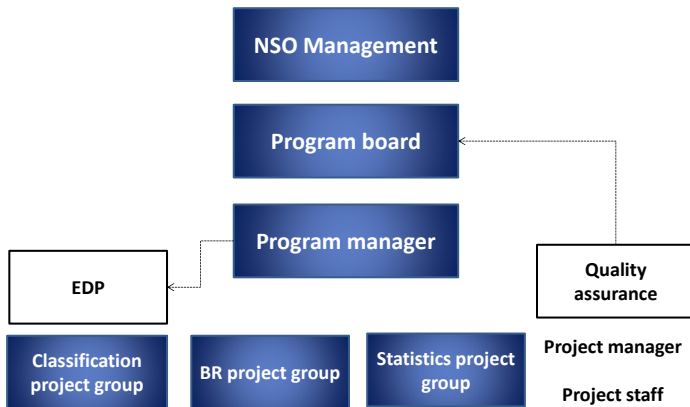 NSO Management
Program board
Program manager
EDP
Quality
assurance
Classification
project group
BR project group
Statistics project
group
Project manager
Project staff